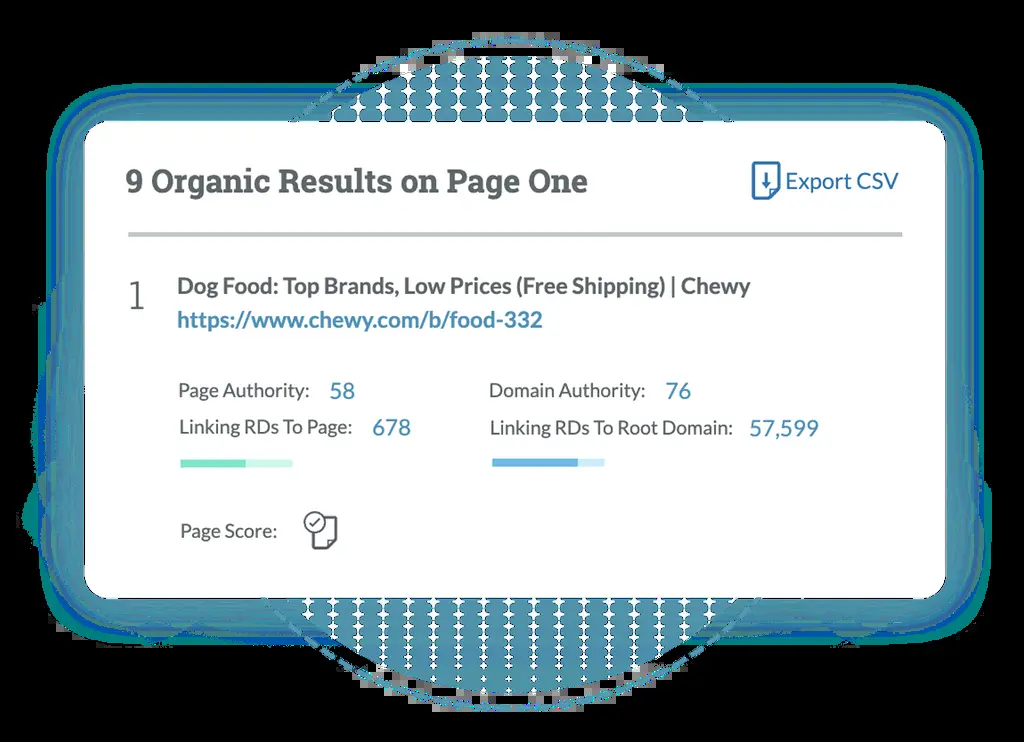 9 Organic Results on Page One
Export CSV
1
Dog Food: Top Brands, Low Prices (Free Shipping) | Chewy
https://www.chewy.com/b/food-332
Page Authority: 58
Domain Authority: 76
Linking RDs To Page: 678
Linking RDs To Root Domain: 57,599
Page Score: